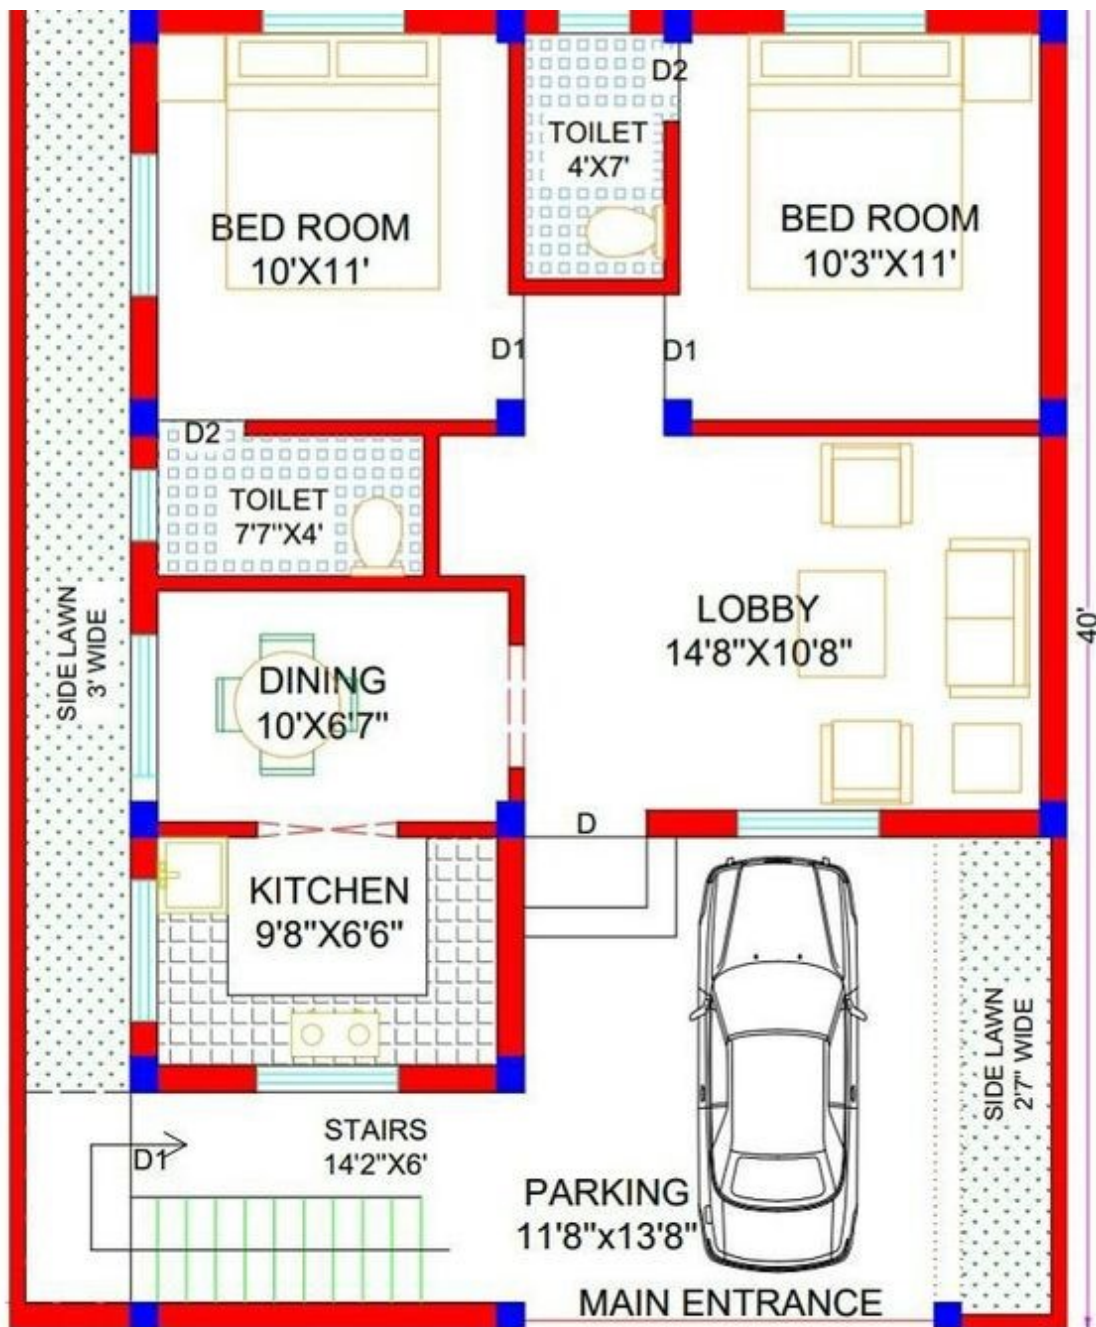 D2
TOILET
4'X7'
BED ROOM
10'X11'
BED ROOM
10'3"X11'
D1
D1
D2
TOILET
7'7"X4'
LOBBY
14'8"X10'8"
40'
SIDE LAWN
3' WIDE
DINING
10'X6'7"
D
KITCHEN
9'8"X6'6"
SIDE LAWN
2'7" WIDE
STAIRS
14'2"X6'
D1
PARKING
11'8"x13'8"
MAIN ENTRANCE